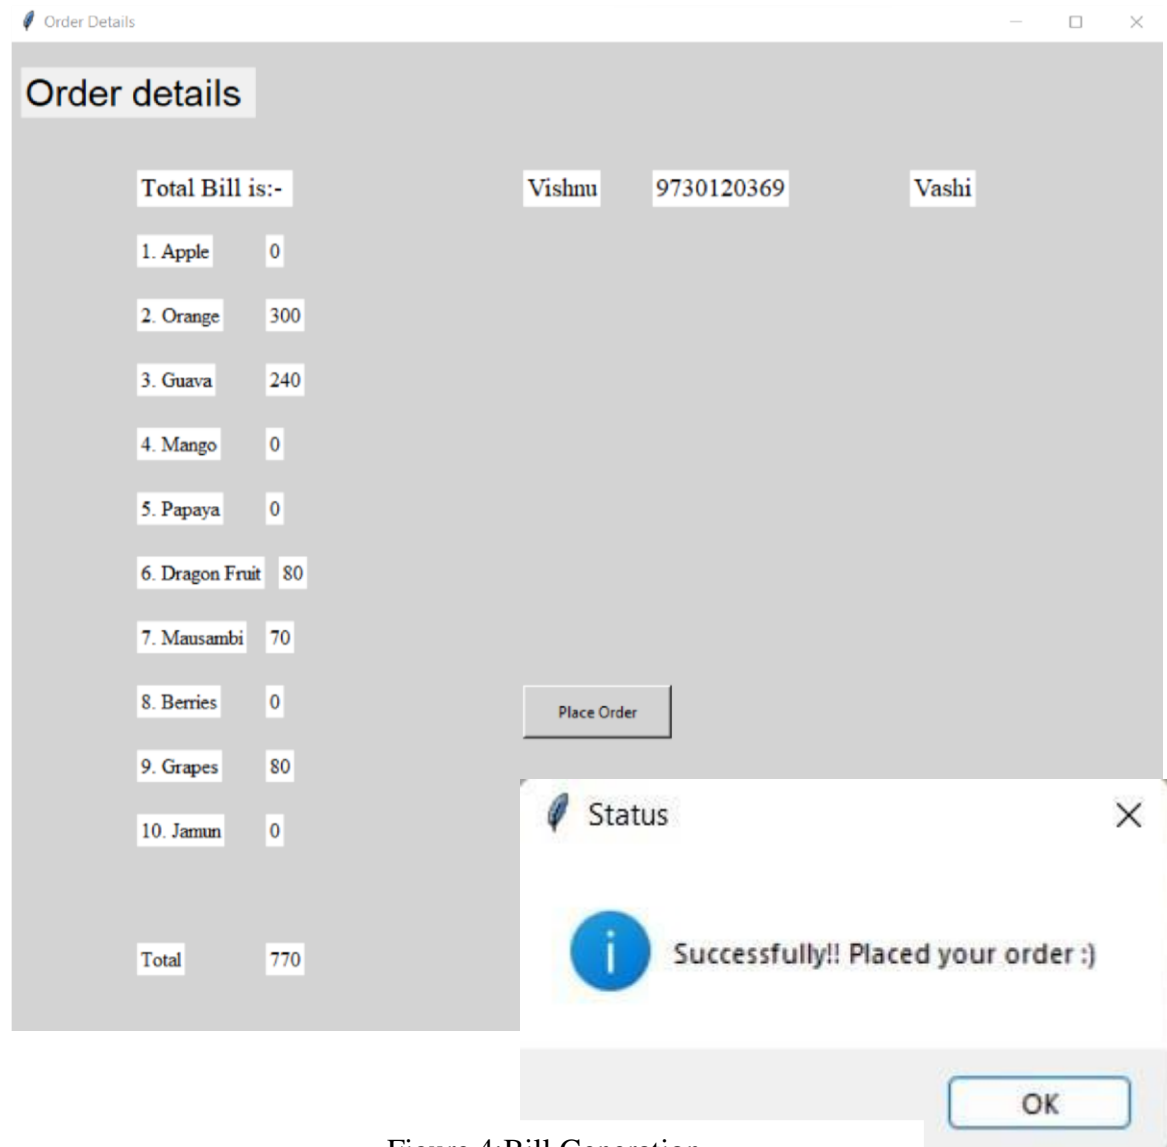 Order Details
Order details
Total Bill is:- Vishnu 9730120369 Vashi
1. Apple 0
2. Orange 300
3. Guava 240
4. Mango 0
5. Papaya 0
6. Dragon Fruit 80
7. Mausambi 70
8. Berries 0
Place Order
9. Grapes 80
10. Jamun 0
Total 770
Status
Successfully!! Placed your order :)
OK
Figure 4:Bill Generation